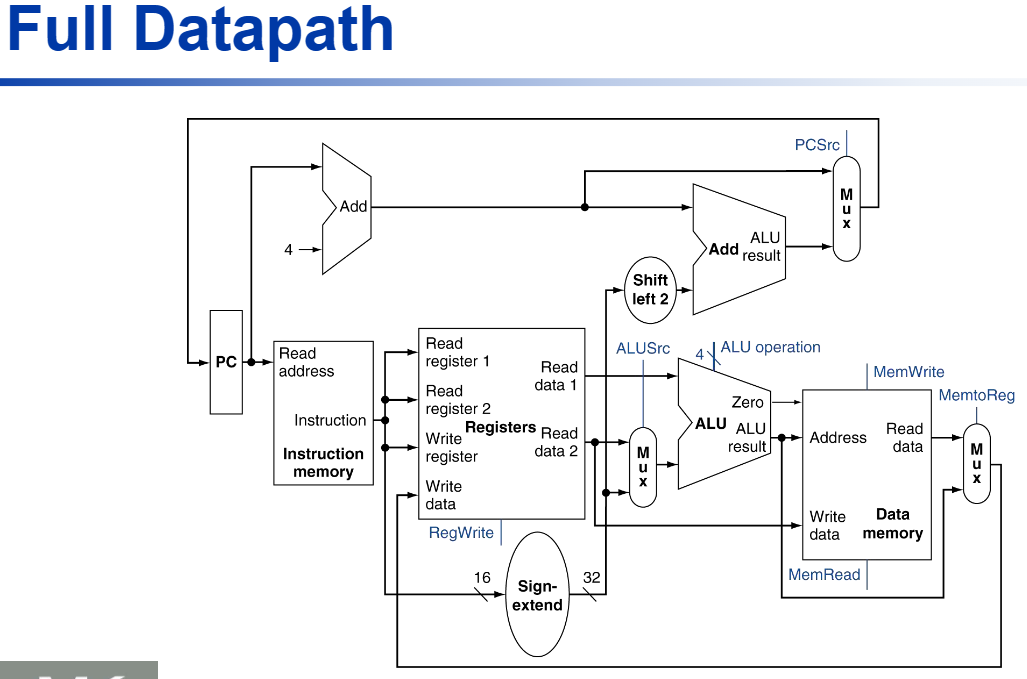 Full Datapath
PCSrc
M
u
x
Add
4
Add
ALU
result
Shift
left 2
PC
Read
address
Instruction
Instruction
memory
Read
register 1
Read
register 2
Write
register
Write
data
Registers
Read
data 1
Read
data 2
RegWrite
ALUSrc
M
u
x
4
ALU operation
Zero
ALU
ALU
result
MemWrite
Address
Read
data
Write
data
Data
memory
MemRead
MemtoReg
M
u
x
16
Sign-
extend
32